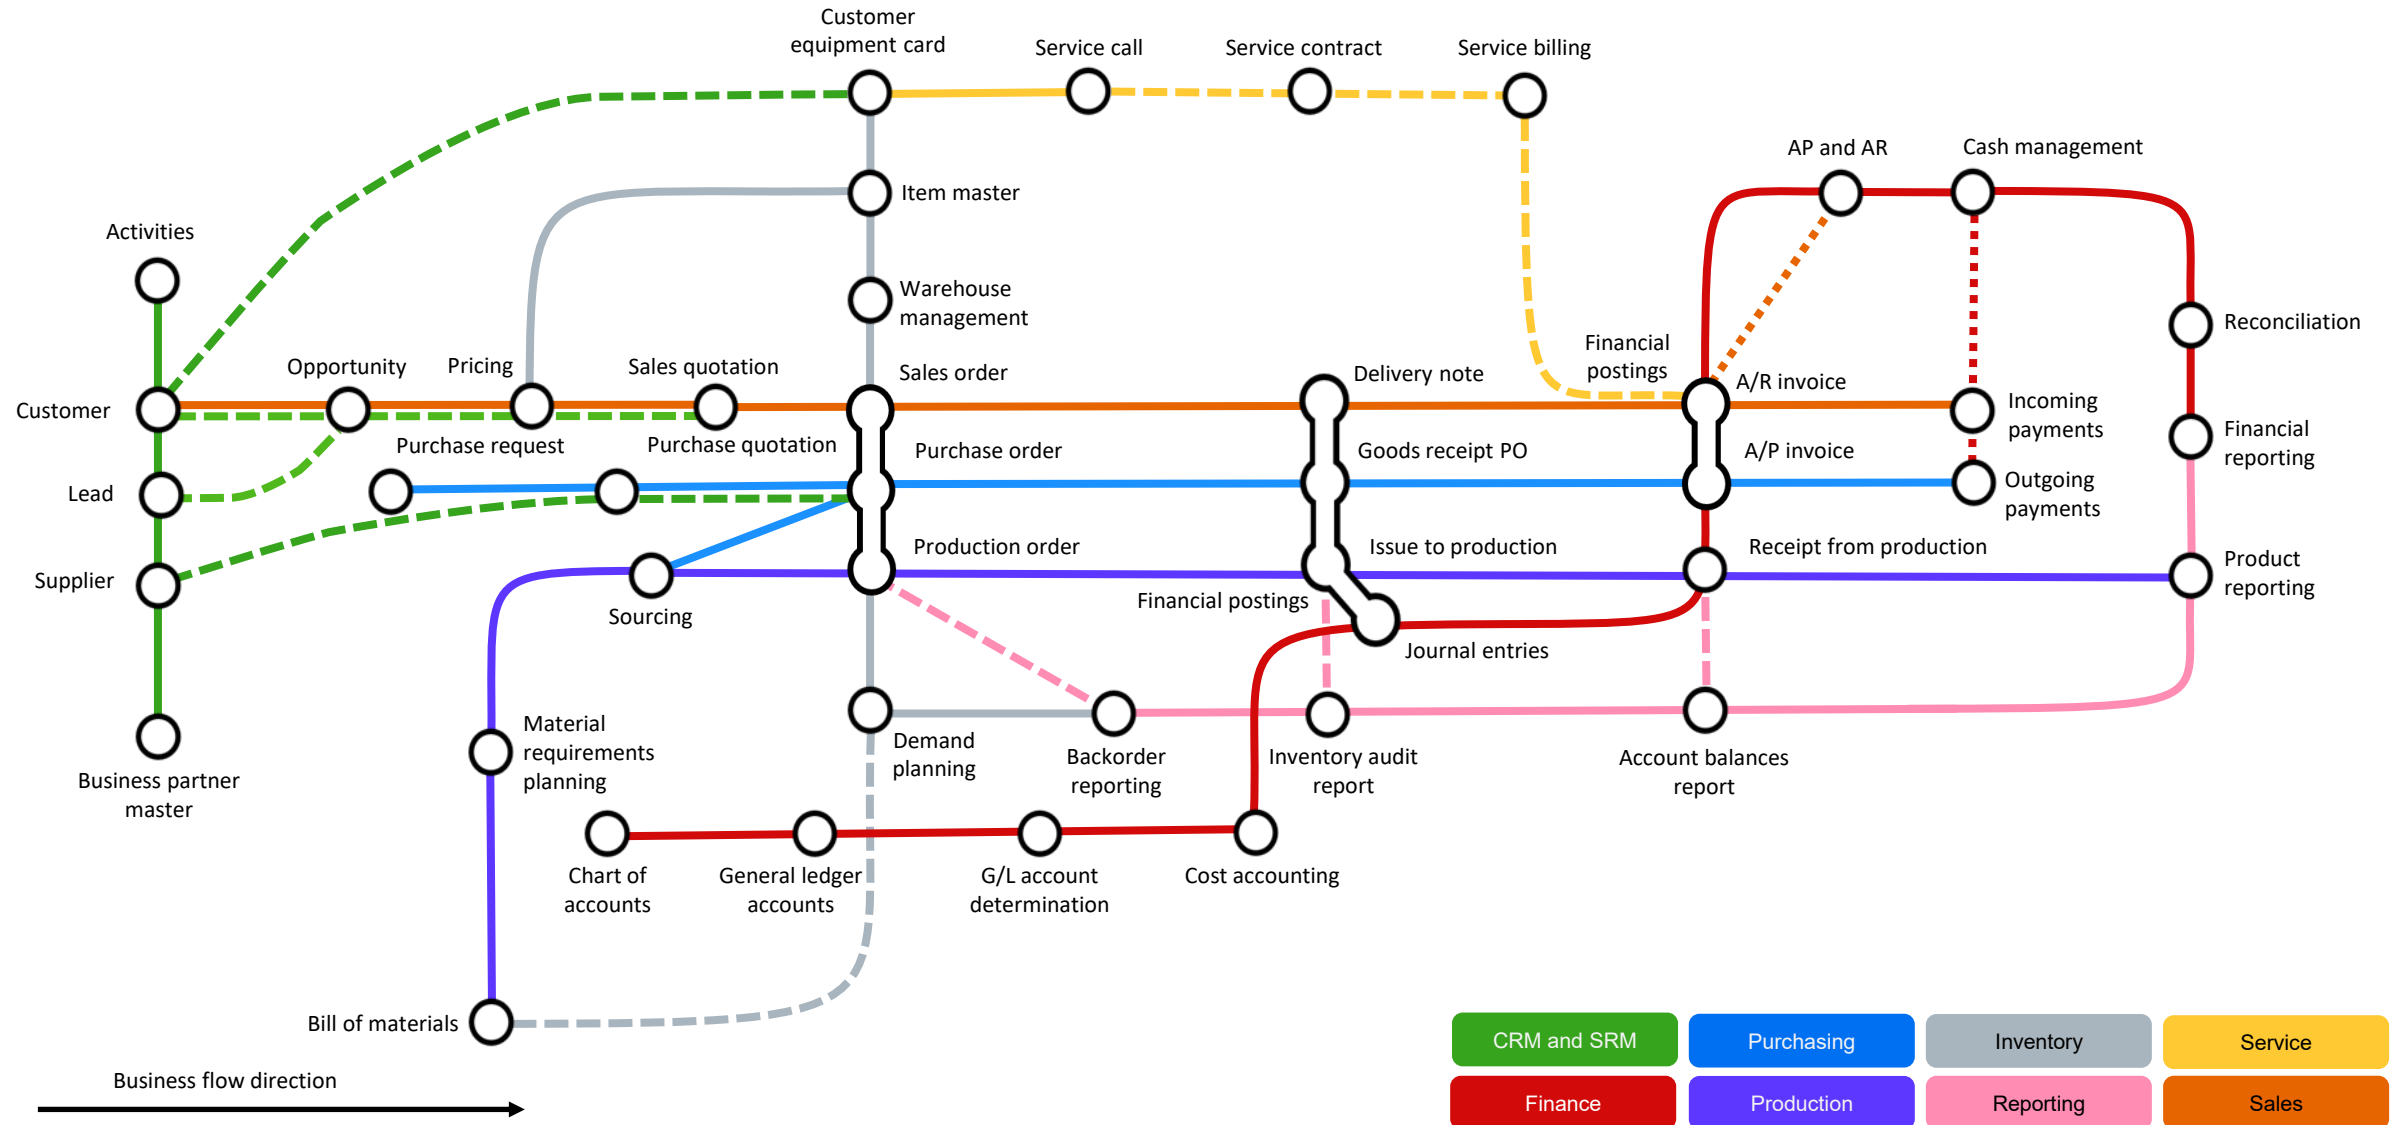 Customer
equipment card
Service call
Service contract
Service billing
AP and AR
Cash management
Item master
Activities
Warehouse
management
Reconciliation
Financial
postings
Opportunity
Pricing
Sales quotation
Sales order
Delivery note
A/R invoice
Customer
Incoming
payments
Financial
reporting
Purchase request
Purchase quotation
Purchase order
Goods receipt PO
A/P invoice
Lead
Outgoing
payments
Production order
Issue to production
Receipt from production
Supplier
Product
reporting
Sourcing
Financial postings
Journal entries
Material
requirements
planning
Demand
planning
Backorder
reporting
Inventory audit
report
Account balances
report
Business partner
master
Chart of
accounts
General ledger
accounts
G/L account
determination
Cost accounting
Bill of materials
Business flow direction
CRM and SRM
Purchasing
Inventory
Service
Finance
Production
Reporting
Sales